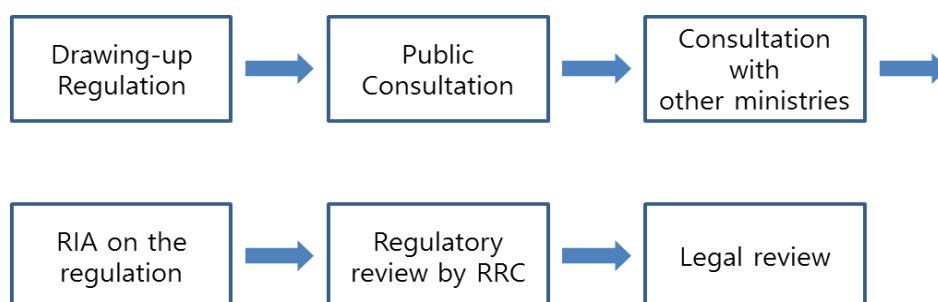 Drawing-up
Regulation
Public
Consultation
Consultation
with
other ministries
RIA on the
regulation
Regulatory
review by RRC
Legal review